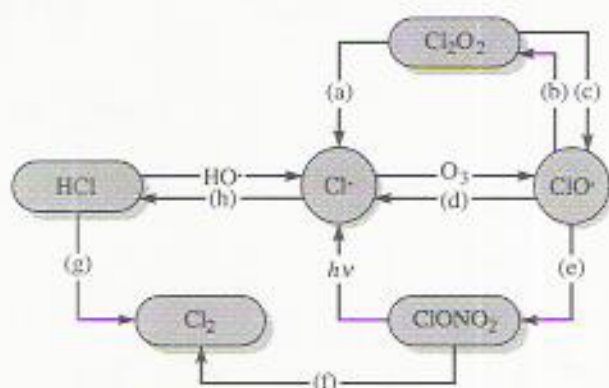 Cl₂O₂
(a)
(b) (c)
HCl
HO·
Cl·
O₃
ClO·
(h)
(d)
(g)
hν
(e)
Cl₂
ClONO₂
(f)